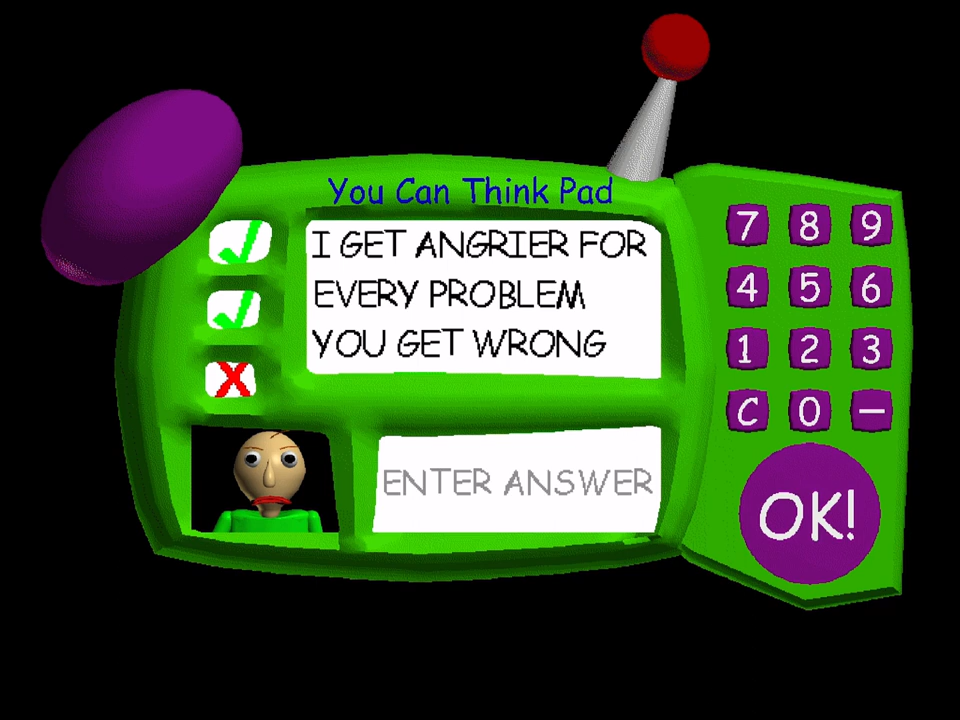 You Can Think Pad
I GET ANGRIER FOR
EVERY PROBLEM
YOU GET WRONG
ENTER ANSWER
7 8 9
4 5 6
1 2 3
C 0 −
OK!